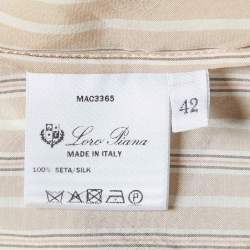 MAC3365
42
Loro Piana
MADE IN ITALY
100% SETA/SILK